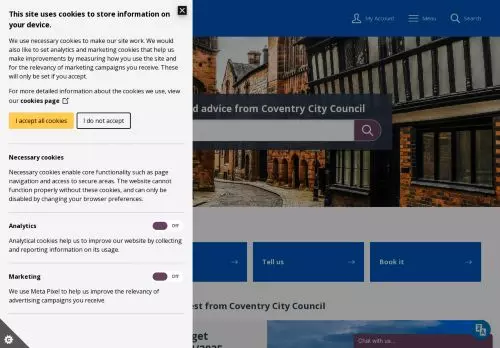 This site uses cookies to store information on
your device.
We use necessary cookies to make our site work. We would
also like to set analytics and marketing cookies that help us
make improvements by measuring how you use the site and
for the relevancy of marketing campaigns you receive. These
will only be set if you accept.
For more detailed information about the cookies we use, view
our cookies page
I accept all cookies
I do not accept
Necessary cookies
Necessary cookies enable core functionality such as page
navigation and access to secure areas. The website cannot
function properly without these cookies, and can only be
disabled by changing your browser preferences.
Analytics
Off
Analytical cookies help us to improve our website by collecting
and reporting information on its usage.
Marketing
Off
We use Meta Pixel to help us improve the relevancy of
advertising campaigns you receive
My Account
Menu
Search
d advice from Coventry City Council
Tell us
Book it
est from Coventry City Council
get
Chat with us...